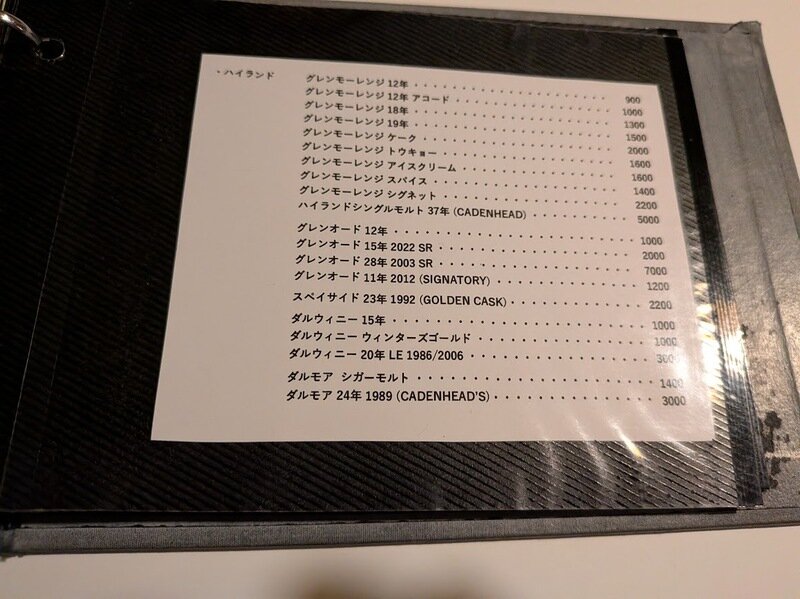 ・ハイランド グレンモーレンジ 12年 ・・・・・・・・・・・・・・・・・・ 900
グレンモーレンジ 12年 アコード ・・・・・・・・・・・・・ 1000
グレンモーレンジ 18年 ・・・・・・・・・・・・・・・・・・ 1300
グレンモーレンジ 19年 ・・・・・・・・・・・・・・・・・・ 1500
グレンモーレンジ ケーク ・・・・・・・・・・・・・・・・・ 2000
グレンモーレンジ トウキョー ・・・・・・・・・・・・・・・ 1600
グレンモーレンジ アイスクリーム ・・・・・・・・・・・・・ 1600
グレンモーレンジ スパイス ・・・・・・・・・・・・・・・・ 1400
グレンモーレンジ シグネット ・・・・・・・・・・・・・・・ 2200
ハイランドシングルモルト 37年 (CADENHEAD) ・・・・・・・・ 5000
グレンオード 12年 ・・・・・・・・・・・・・・・・・・・・ 1000
グレンオード 15年 2022 SR ・・・・・・・・・・・・・・・・ 2000
グレンオード 28年 2003 SR ・・・・・・・・・・・・・・・・ 7000
グレンオード 11年 2012 (SIGNATORY) ・・・・・・・・・・・・ 1200
スペイサイド 23年 1992 (GOLDEN CASK) ・・・・・・・・・・・ 2200
ダルウィニー 15年 ・・・・・・・・・・・・・・・・・・・・ 1000
ダルウィニー ウィンターズゴールド ・・・・・・・・・・・・ 1000
ダルウィニー 20年 LE 1986/2006 ・・・・・・・・・・・・・・ 3000
ダルモア シガーモルト ・・・・・・・・・・・・・・・・・・ 1400
ダルモア 24年 1989 (CADENHEAD'S) ・・・・・・・・・・・・・ 3000